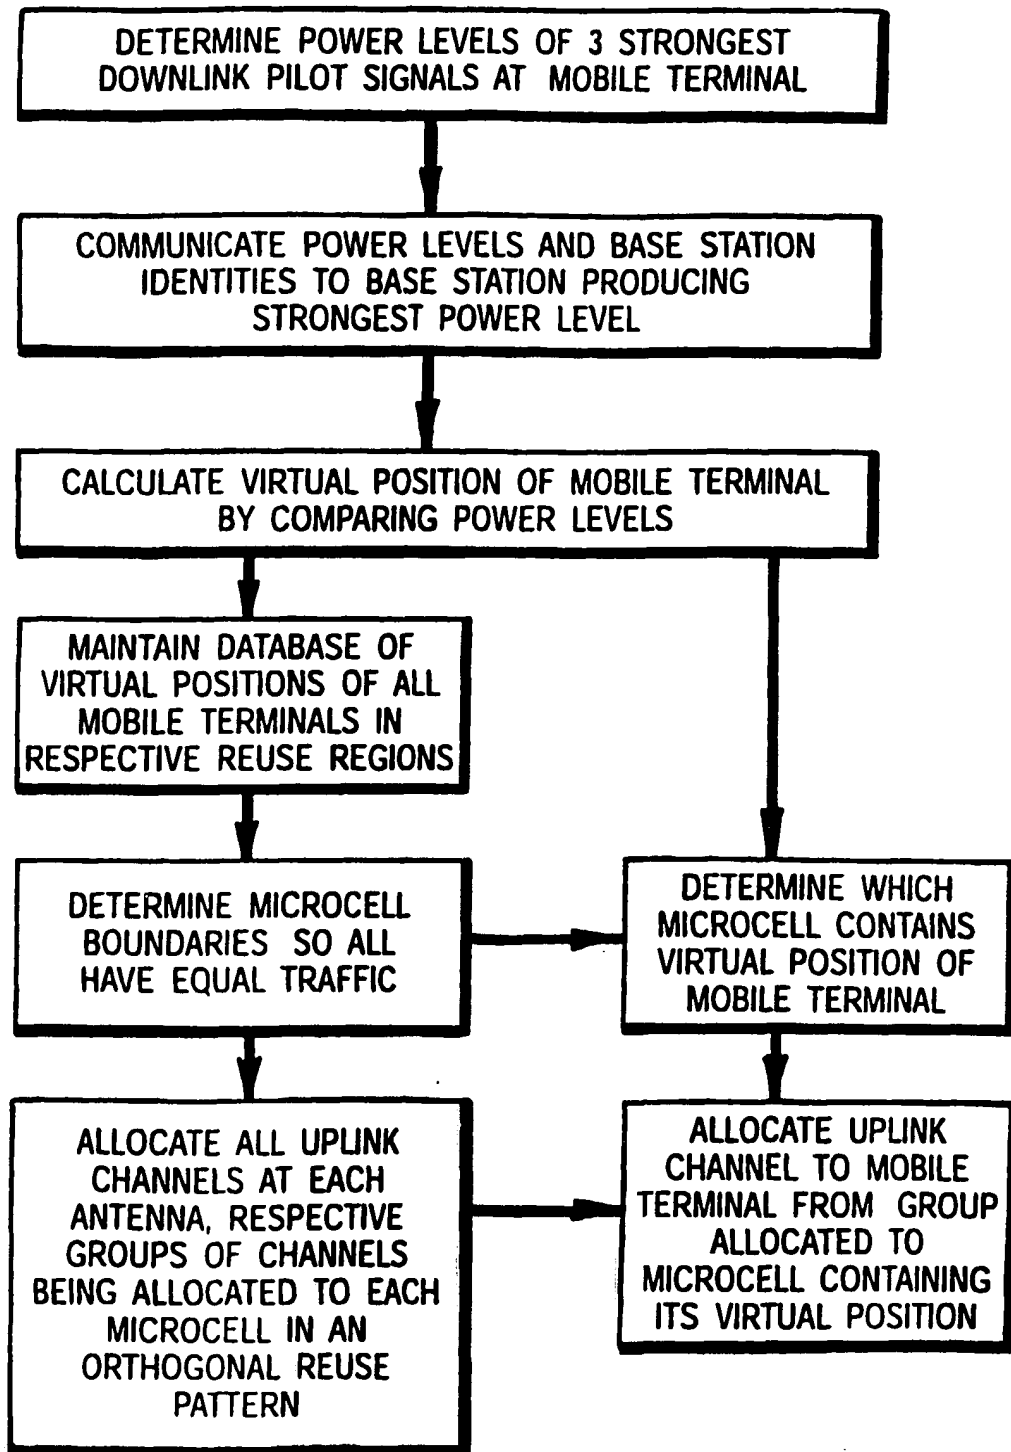 DETERMINE POWER LEVELS OF 3 STRONGEST
DOWNLINK PILOT SIGNALS AT MOBILE TERMINAL
COMMUNICATE POWER LEVELS AND BASE STATION
IDENTITIES TO BASE STATION PRODUCING
STRONGEST POWER LEVEL
CALCULATE VIRTUAL POSITION OF MOBILE TERMINAL
BY COMPARING POWER LEVELS
MAINTAIN DATABASE OF
VIRTUAL POSITIONS OF ALL
MOBILE TERMINALS IN
RESPECTIVE REUSE REGIONS
DETERMINE MICROCELL
BOUNDARIES SO ALL
HAVE EQUAL TRAFFIC
DETERMINE WHICH
MICROCELL CONTAINS
VIRTUAL POSITION OF
MOBILE TERMINAL
ALLOCATE ALL UPLINK
CHANNELS AT EACH
ANTENNA, RESPECTIVE
GROUPS OF CHANNELS
BEING ALLOCATED TO EACH
MICROCELL IN AN
ORTHOGONAL REUSE
PATTERN
ALLOCATE UPLINK
CHANNEL TO MOBILE
TERMINAL FROM GROUP
ALLOCATED TO
MICROCELL CONTAINING
ITS VIRTUAL POSITION